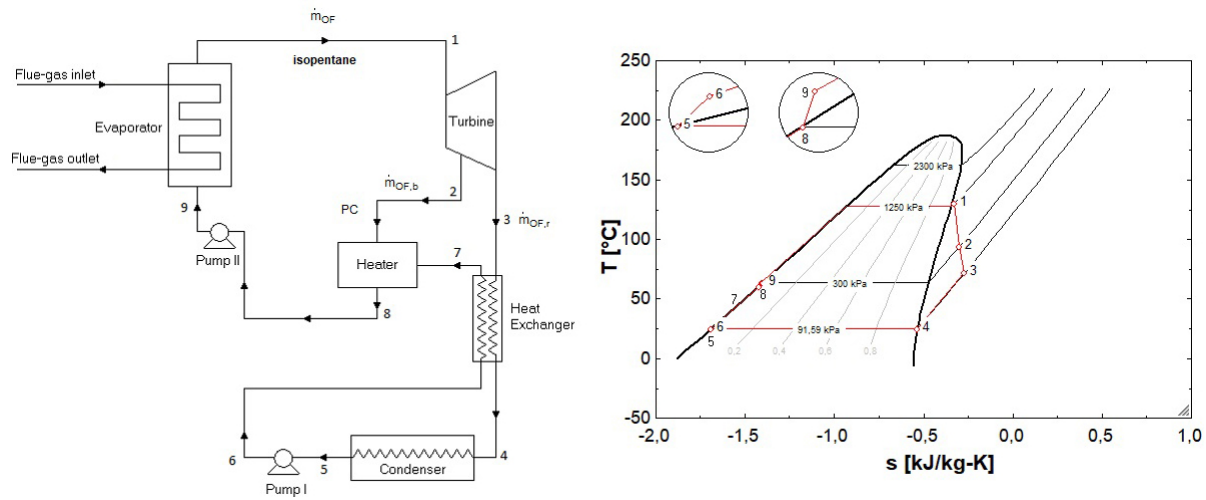 ṁOF
1
isopentane
Flue-gas inlet
Evaporator
Turbine
Flue-gas outlet
ṁOF,b
2
9
PC
3
ṁOF,r
7
Pump II
Heater
8
Heat
Exchanger
6
5
4
Pump I
Condenser
250
200
150
100
50
0
-50
T [°C]
6
5
9
8
2300 kPa
1
1250 kPa
2
3
9
8
300 kPa
7
6
5
91,59 kPa
4
0,2
0,4
0,6
0,8
-2,0
-1,5
-1,0
-0,5
0,0
0,5
1,0
s [kJ/kg-K]